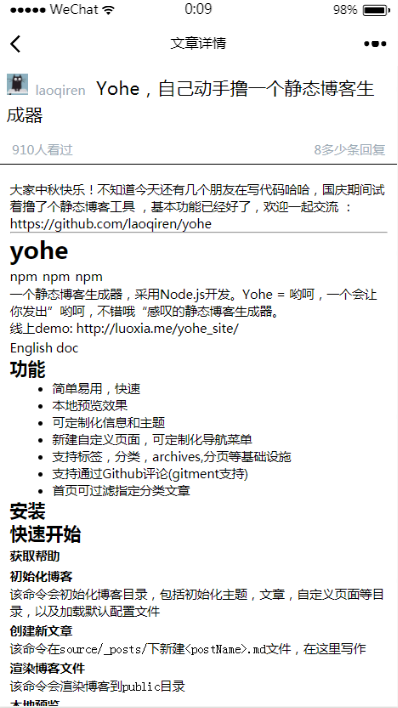 WeChat 0:09 98%
文章详情
laoqiren Yohe，自己动手撸一个静态博客生
成器
910人看过 8多少条回复
大家中秋快乐！不知道今天还有几个朋友在写代码哈哈，国庆期间试
着撸了个静态博客工具 ，基本功能已经好了，欢迎一起交流 ：
https://github.com/laoqiren/yohe
yohe
npm npm npm
一个静态博客生成器，采用Node.js开发。Yohe = 哟呵，一个会让
你发出”哟呵，不错哦“感叹的静态博客生成器。
线上demo: http://luoxia.me/yohe_site/
English doc
功能
• 简单易用，快速
• 本地预览效果
• 可定制化信息和主题
• 新建自定义页面，可定制化导航菜单
• 支持标签，分类，archives,分页等基础设施
• 支持通过Github评论(gitment支持)
• 首页可过滤指定分类文章
安装
快速开始
获取帮助
初始化博客
该命令会初始化博客目录，包括初始化主题，文章，自定义页面等目
录，以及加载默认配置文件
创建新文章
该命令在source/_posts/下新建<postName>.md文件，在这里写作
渲染博客文件
该命令会渲染博客到public目录
本地预览